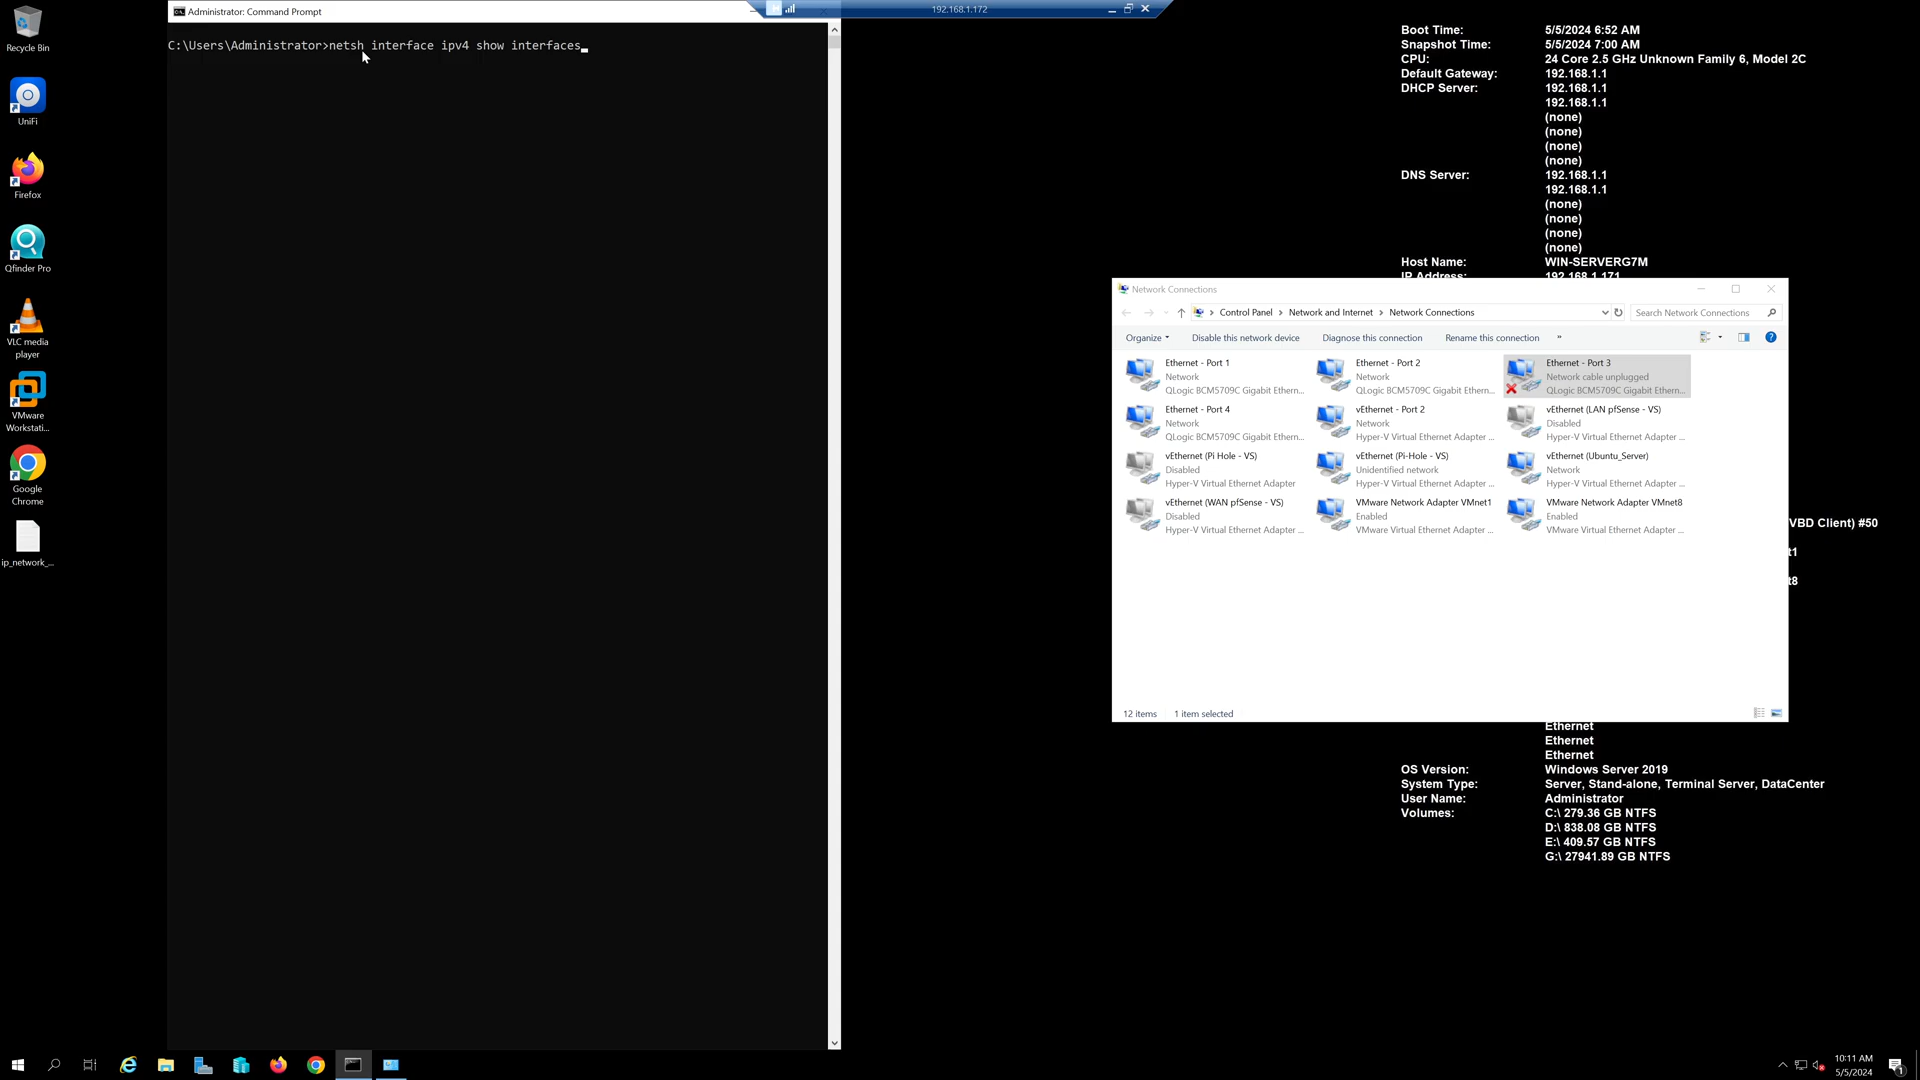 Recycle Bin
UniFi
Firefox
Qfinder Pro
VLC media
player
VMware
Workstati...
Google
Chrome
ip_network_...
Administrator: Command Prompt
C:\Users\Administrator>netsh interface ipv4 show interfaces
192.168.1.172
Boot Time: 5/5/2024 6:52 AM
Snapshot Time: 5/5/2024 7:00 AM
CPU: 24 Core 2.5 GHz Unknown Family 6, Model 2C
Default Gateway: 192.168.1.1
DHCP Server: 192.168.1.1
192.168.1.1
(none)
(none)
(none)
(none)
DNS Server: 192.168.1.1
192.168.1.1
(none)
(none)
(none)
(none)
Host Name: WIN-SERVERG7M
IP Address: 192.168.1.171
Network Connections
Control Panel > Network and Internet > Network Connections
Search Network Connections
Organize Disable this network device Diagnose this connection Rename this connection »
Ethernet - Port 1
Network
QLogic BCM5709C Gigabit Ethern...
Ethernet - Port 2
Network
QLogic BCM5709C Gigabit Ethern...
Ethernet - Port 3
Network cable unplugged
QLogic BCM5709C Gigabit Ethern...
Ethernet - Port 4
Network
QLogic BCM5709C Gigabit Ethern...
vEthernet - Port 2
Network
Hyper-V Virtual Ethernet Adapter ...
vEthernet (LAN pfSense - VS)
Disabled
Hyper-V Virtual Ethernet Adapter ...
vEthernet (Pi Hole - VS)
Disabled
Hyper-V Virtual Ethernet Adapter
vEthernet (Pi-Hole - VS)
Unidentified network
Hyper-V Virtual Ethernet Adapter ...
vEthernet (Ubuntu_Server)
Network
Hyper-V Virtual Ethernet Adapter ...
vEthernet (WAN pfSense - VS)
Disabled
Hyper-V Virtual Ethernet Adapter ...
VMware Network Adapter VMnet1
Enabled
VMware Virtual Ethernet Adapter ...
VMware Network Adapter VMnet8
Enabled
VMware Virtual Ethernet Adapter ...
12 items 1 item selected
VBD Client) #50
t1
t8
Ethernet
Ethernet
Ethernet
OS Version: Windows Server 2019
System Type: Server, Stand-alone, Terminal Server, DataCenter
User Name: Administrator
Volumes: C:\ 279.36 GB NTFS
D:\ 838.08 GB NTFS
E:\ 409.57 GB NTFS
G:\ 27941.89 GB NTFS
10:11 AM
5/5/2024
1